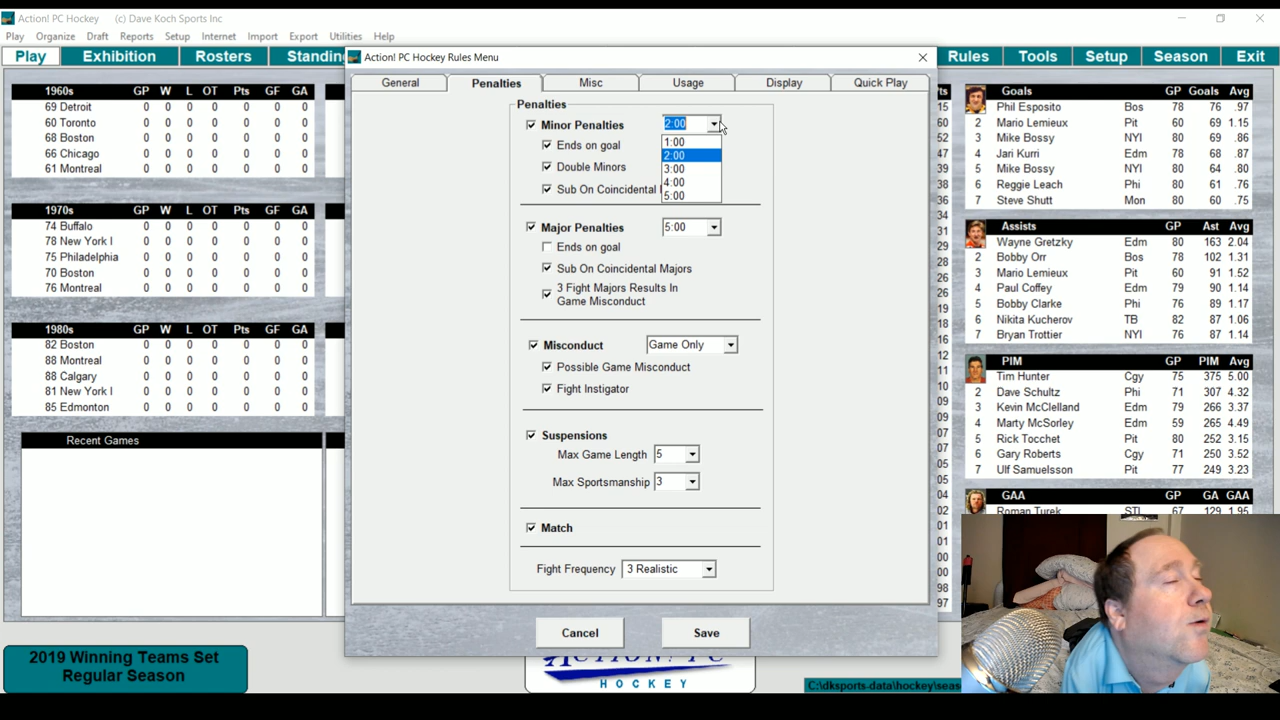 Action! PC Hockey (c) Dave Koch Sports Inc
Play Organize Draft Reports Setup Internet Import Export Utilities Help
Play Exhibition Rosters Standin Rules Tools Setup Season Exit
Action! PC Hockey Rules Menu
General Penalties Misc Usage Display Quick Play
1960s GP W L OT Pts GF GA
69 Detroit 0 0 0 0 0 0 0
60 Toronto 0 0 0 0 0 0 0
68 Boston 0 0 0 0 0 0 0
66 Chicago 0 0 0 0 0 0 0
61 Montreal 0 0 0 0 0 0 0
1970s GP W L OT Pts GF GA
74 Buffalo 0 0 0 0 0 0 0
78 New York I 0 0 0 0 0 0 0
75 Philadelphia 0 0 0 0 0 0 0
70 Boston 0 0 0 0 0 0 0
76 Montreal 0 0 0 0 0 0 0
1980s GP W L OT Pts GF GA
82 Boston 0 0 0 0 0 0 0
88 Montreal 0 0 0 0 0 0 0
88 Calgary 0 0 0 0 0 0 0
81 New York I 0 0 0 0 0 0 0
85 Edmonton 0 0 0 0 0 0 0
Recent Games
2019 Winning Teams Set
Regular Season
Penalties
Minor Penalties 2:00
1:00
2:00
3:00
4:00
5:00
Ends on goal
Double Minors
Sub On Coincidental
Major Penalties 5:00
Ends on goal
Sub On Coincidental Majors
3 Fight Majors Results In
Game Misconduct
Misconduct Game Only
Possible Game Misconduct
Fight Instigator
Suspensions
Max Game Length 5
Max Sportsmanship 3
Match
Fight Frequency 3 Realistic
Cancel Save
HOCKEY
Goals GP Goals Avg
Phil Esposito Bos 78 76 .97
2 Mario Lemieux Pit 60 69 1.15
3 Mike Bossy NYI 80 69 .86
4 Jari Kurri Edm 78 68 .87
5 Mike Bossy NYI 80 64 .80
6 Reggie Leach Phi 80 61 .76
7 Steve Shutt Mon 80 60 .75
Assists GP Ast Avg
Wayne Gretzky Edm 80 163 2.04
2 Bobby Orr Bos 78 102 1.31
3 Mario Lemieux Pit 60 91 1.52
4 Paul Coffey Edm 79 90 1.14
5 Bobby Clarke Phi 76 89 1.17
6 Nikita Kucherov TB 82 87 1.06
7 Bryan Trottier NYI 76 87 1.14
PIM GP PIM Avg
Tim Hunter Cgy 75 375 5.00
2 Dave Schultz Phi 71 307 4.32
3 Kevin McClelland Edm 79 266 3.37
4 Marty McSorley Edm 59 265 4.49
5 Rick Tocchet Pit 80 252 3.15
6 Gary Roberts Cgy 71 250 3.52
7 Ulf Samuelsson Pit 77 249 3.23
GAA GP GA GAA
Roman Turek STL 67 129 1.95
C:\dksports-data\hockey\seas